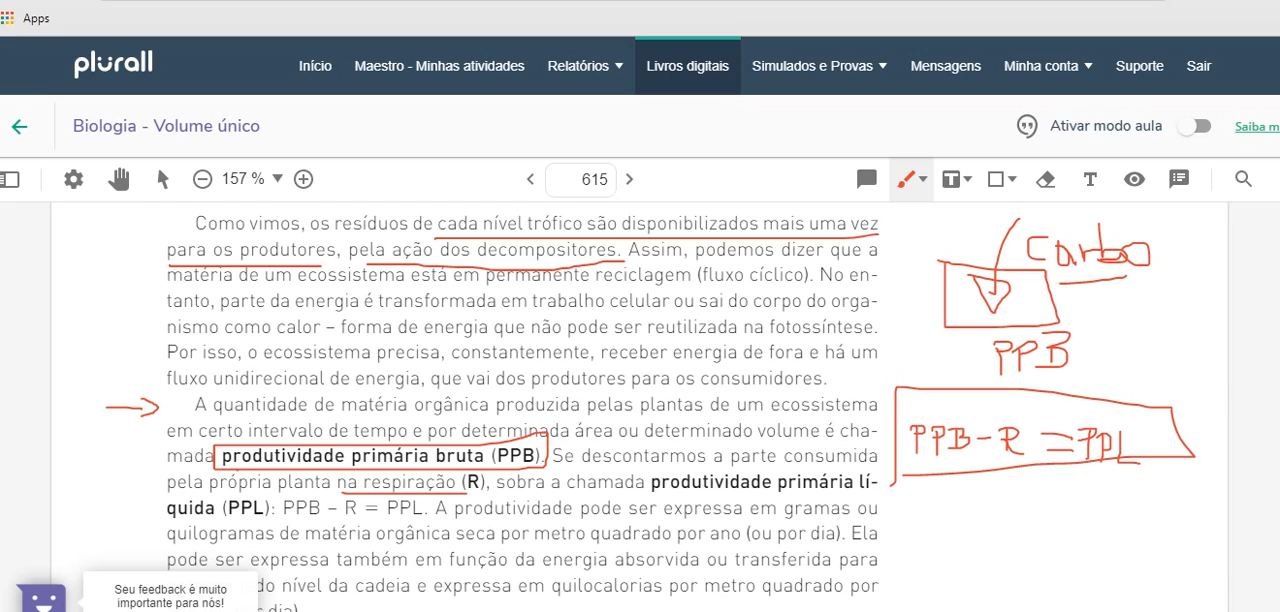 Apps
plurall
Início Maestro - Minhas atividades Relatórios Livros digitais Simulados e Provas Mensagens Minha conta Suporte Sair
Biologia - Volume único
Ativar modo aula
Saiba m
157 %
615
T
T
Como vimos, os resíduos de cada nível trófico são disponibilizados mais uma vez
para os produtores, pela ação dos decompositores. Assim, podemos dizer que a
matéria de um ecossistema está em permanente reciclagem (fluxo cíclico). No en-
tanto, parte da energia é transformada em trabalho celular ou sai do corpo do orga-
nismo como calor – forma de energia que não pode ser reutilizada na fotossíntese.
Por isso, o ecossistema precisa, constantemente, receber energia de fora e há um
fluxo unidirecional de energia, que vai dos produtores para os consumidores.
A quantidade de matéria orgânica produzida pelas plantas de um ecossistema
em certo intervalo de tempo e por determinada área ou determinado volume é cha-
mada produtividade primária bruta (PPB). Se descontarmos a parte consumida
pela própria planta na respiração (R), sobra a chamada produtividade primária lí-
quida (PPL): PPB – R = PPL. A produtividade pode ser expressa em gramas ou
quilogramas de matéria orgânica seca por metro quadrado por ano (ou por dia). Ela
pode ser expressa também em função da energia absorvida ou transferida para
do nível da cadeia e expressa em quilocalorias por metro quadrado por
dia).
Carbo
PPB
PPB - R = PPL
Seu feedback é muito
importante para nós!